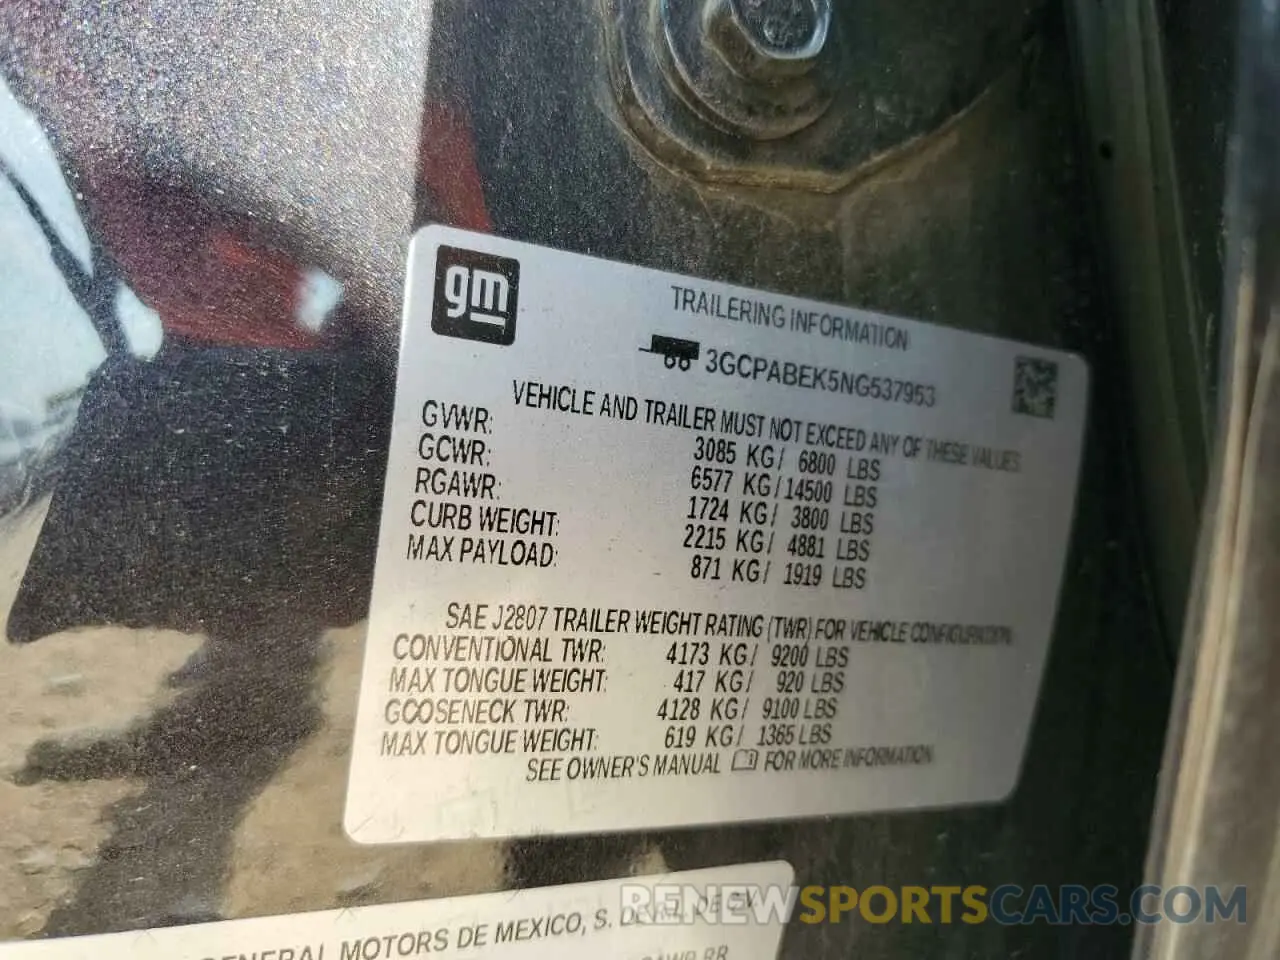 gm
TRAILERING INFORMATION
3GCPABEK5NG537953
VEHICLE AND TRAILER MUST NOT EXCEED ANY OF THESE VALUES
GVWR: 3085 KG/ 6800 LBS
GCWR: 6577 KG/14500 LBS
RGAWR: 1724 KG/ 3800 LBS
CURB WEIGHT: 2215 KG/ 4881 LBS
MAX PAYLOAD: 871 KG/ 1919 LBS
SAE J2807 TRAILER WEIGHT RATING (TWR) FOR VEHICLE CONFIGURATION
CONVENTIONAL TWR: 4173 KG/ 9200 LBS
MAX TONGUE WEIGHT: 417 KG/ 920 LBS
GOOSENECK TWR: 4128 KG/ 9100 LBS
MAX TONGUE WEIGHT: 619 KG/ 1365 LBS
SEE OWNER'S MANUAL FOR MORE INFORMATION
GENERAL MOTORS DE MEXICO, S. DE R.L. DE C.V.
GAWR RR
RENEWSPORTSCARS.COM